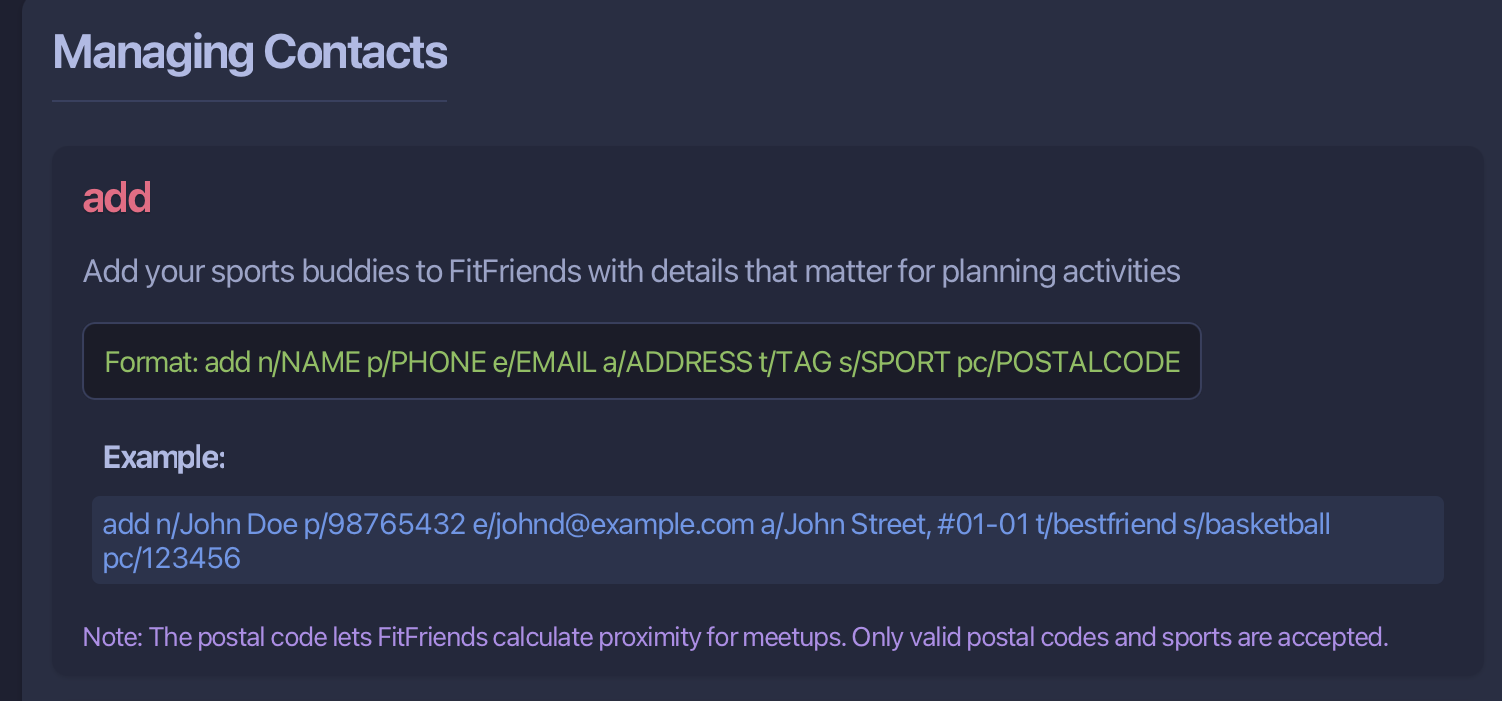 Managing Contacts
add
Add your sports buddies to FitFriends with details that matter for planning activities
Format: add n/NAME p/PHONE e/EMAIL a/ADDRESS t/TAG s/SPORT pc/POSTALCODE
Example:
add n/John Doe p/98765432 e/johnd@example.com a/John Street, #01-01 t/bestfriend s/basketball
pc/123456
Note: The postal code lets FitFriends calculate proximity for meetups. Only valid postal codes and sports are accepted.